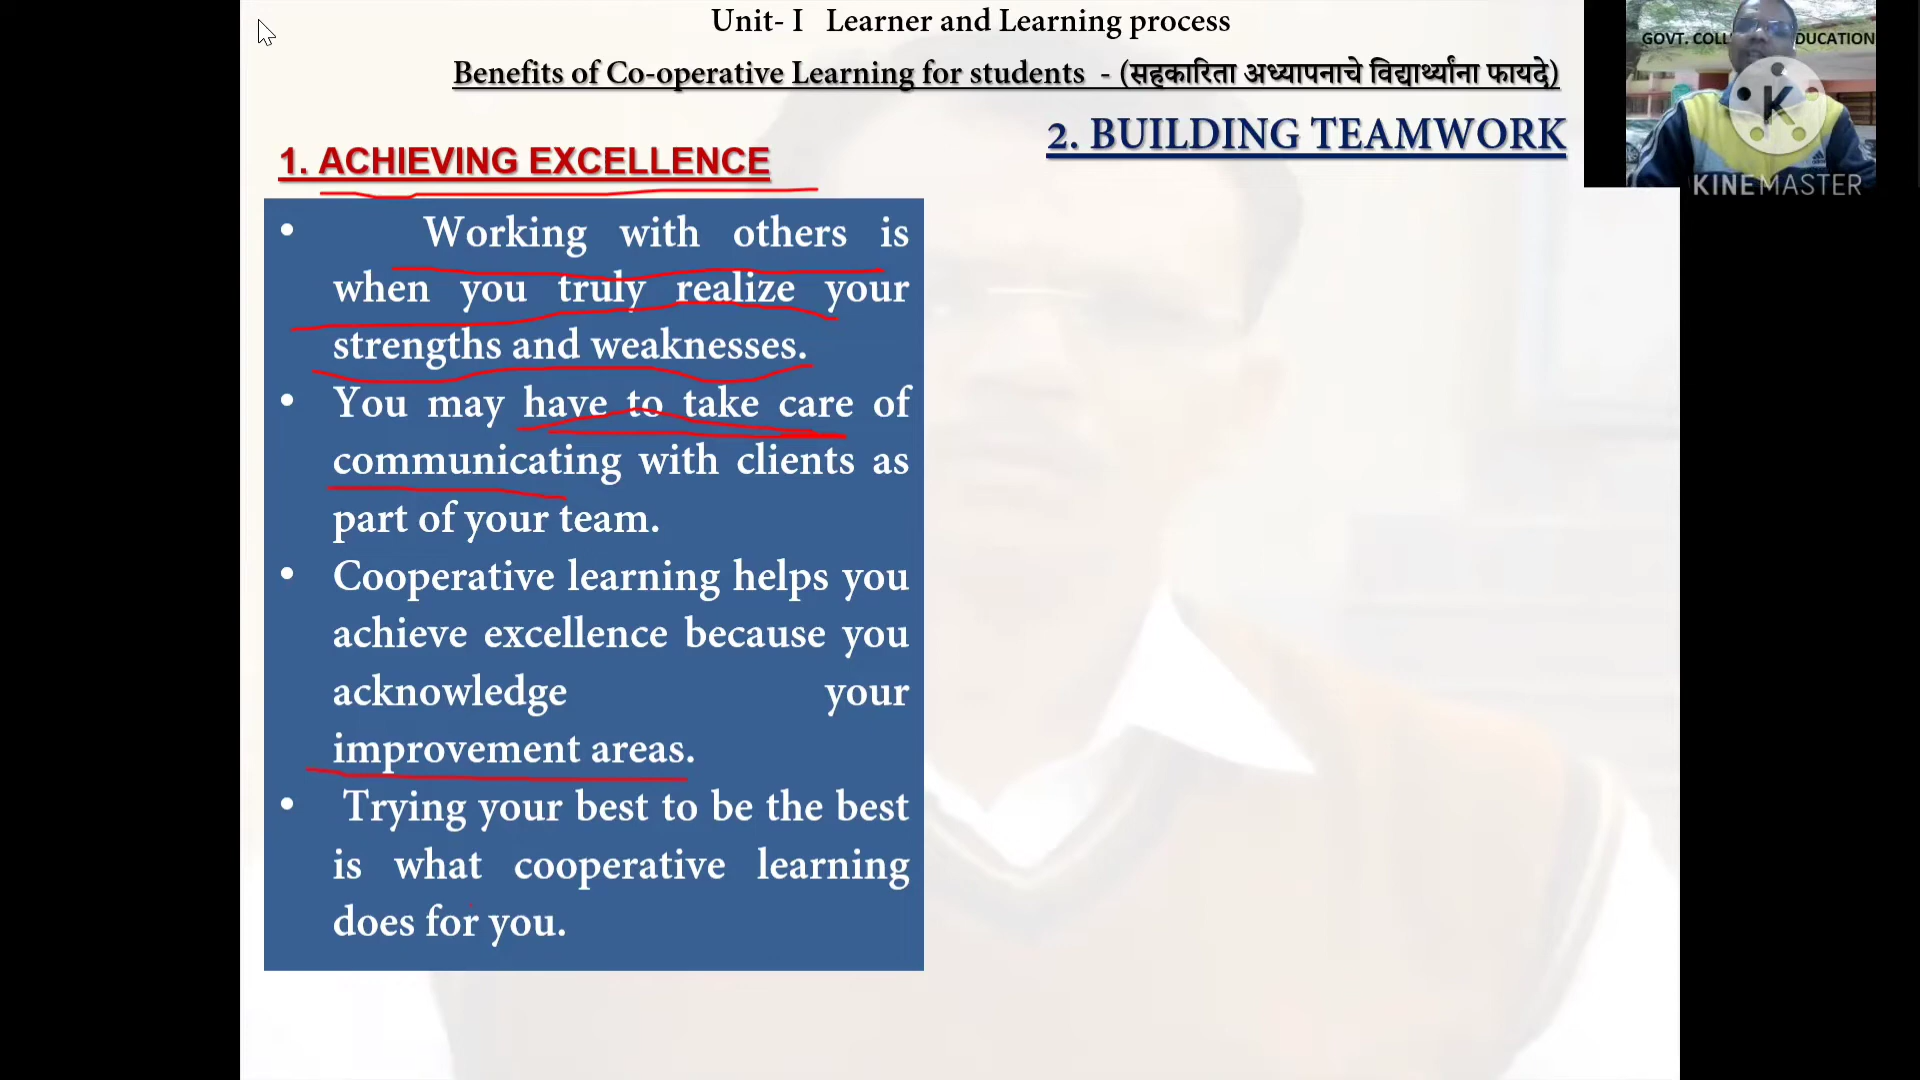 Unit- I Learner and Learning process
Benefits of Co-operative Learning for students - (सहकारिता अध्यापनाचे विद्यार्थ्यांना फायदे)
1. ACHIEVING EXCELLENCE
• Working with others is
when you truly realize your
strengths and weaknesses.
• You may have to take care of
communicating with clients as
part of your team.
• Cooperative learning helps you
achieve excellence because you
acknowledge your
improvement areas.
• Trying your best to be the best
is what cooperative learning
does for you.
2. BUILDING TEAMWORK
GOVT.
K
KINEMASTER